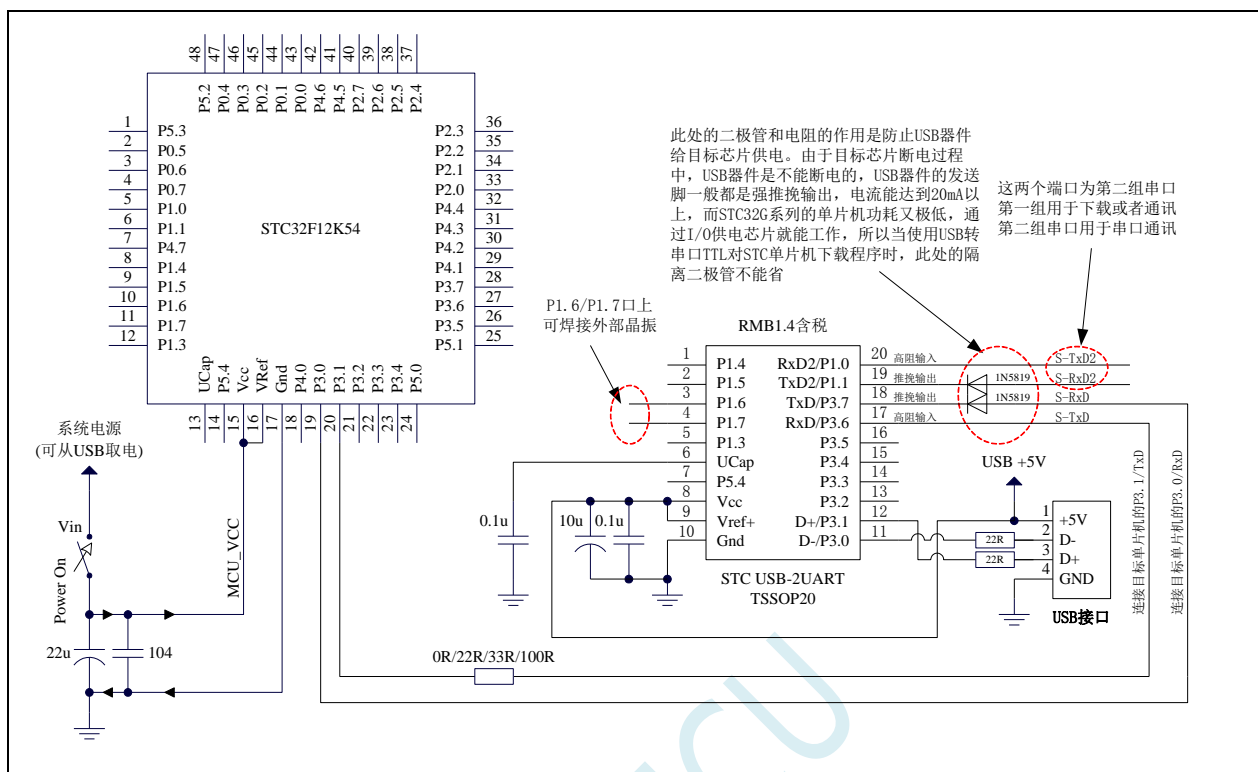 48 47 46 45 44 43 42 41 40 39 38 37
P5.2 P0.4 P0.3 P0.2 P0.1 P0.0 P4.6 P4.5 P2.7 P2.6 P2.5 P2.4
1 P5.3
2 P0.5
3 P0.6
4 P0.7
5 P1.0
6 P1.1
7 P4.7
8 P1.4
9 P1.5
10 P1.6
11 P1.7
12 P1.3
STC32F12K54
P2.3 36
P2.2 35
P2.1 34
P2.0 33
P4.4 32
P4.3 31
P4.2 30
P4.1 29
P3.7 28
P3.6 27
P3.5 26
P5.1 25
UCap P5.4 Vcc VRef Gnd P4.0 P3.0 P3.1 P3.2 P3.3 P3.4 P5.0
13 14 15 16 17 18 19 20 21 22 23 24
此处的二极管和电阻的作用是防止USB器件
给目标芯片供电。由于目标芯片断电过程
中，USB器件是不能断电的，USB器件的发送
脚一般都是强推挽输出，电流能达到20mA以
上，而STC32G系列的单片机功耗又极低，通
过I/O供电芯片就能工作，所以当使用USB转
串口TTL对STC单片机下载程序时，此处的隔
离二极管不能省
这两个端口为第二组串口
第一组用于下载或者通讯
第二组串口用于串口通讯
P1.6/P1.7口上
可焊接外部晶振
RMB1.4含税
1 P1.4
2 P1.5
3 P1.6
4 P1.7
5 P1.3
6 UCap
7 P5.4
8 Vcc
9 Vref+
10 Gnd
RxD2/P1.0 20 高阻输入 S-TxD2
TxD2/P1.1 19 推挽输出 1N5819 S-RxD2
TxD/P3.7 18 推挽输出 1N5819 S-RxD
RxD/P3.6 17 高阻输入 S-TxD
P3.5 16
P3.4 15
P3.3 14
P3.2 13
D+/P3.1 12
D-/P3.0 11
STC USB-2UART
TSSOP20
0.1u
10u
0.1u
USB +5V
22R
22R
1 +5V
2 D-
3 D+
4 GND
USB接口
连接目标单片机的P3.1/TxD
连接目标单片机的P3.0/RxD
系统电源
(可从USB取电)
Vin
Power On
MCU_VCC
22u
104
0R/22R/33R/100R